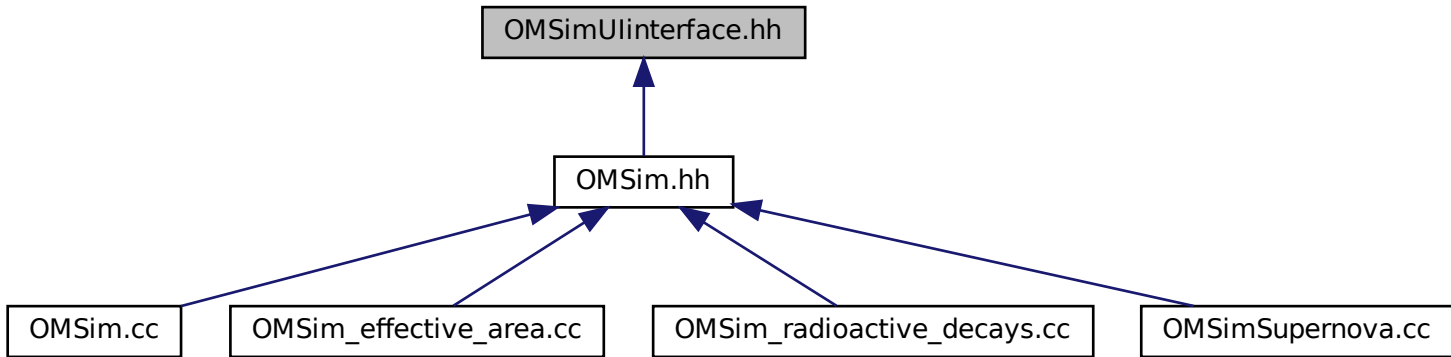 OMSimUIinterface.hh
OMSim.hh
OMSim.cc
OMSim_effective_area.cc
OMSim_radioactive_decays.cc
OMSimSupernova.cc